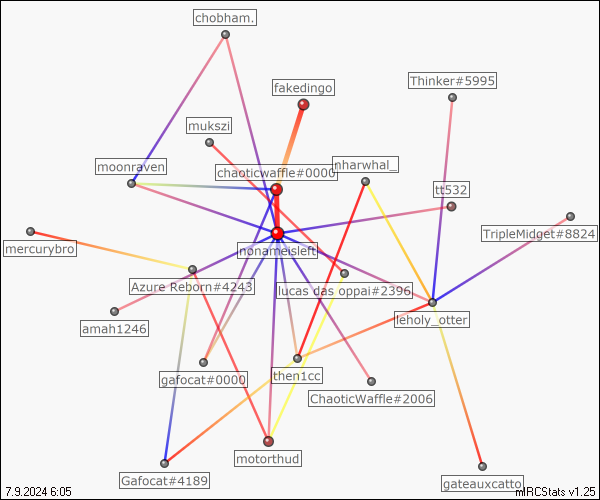 chobham.
Thinker#5995
fakedingo
mukszi
nharwhal_
moonraven
chaoticwaffle#0000
tt532
TripleMidget#8824
mercurybro
nonameisleft
Azure Reborn#4243
lucas das oppai#2396
leholy_otter
amah1246
gafocat#0000
then1cc
ChaoticWaffle#2006
motorthud
Gafocat#4189
gateauxcatto
7.9.2024 6:05
mIRCStats v1.25